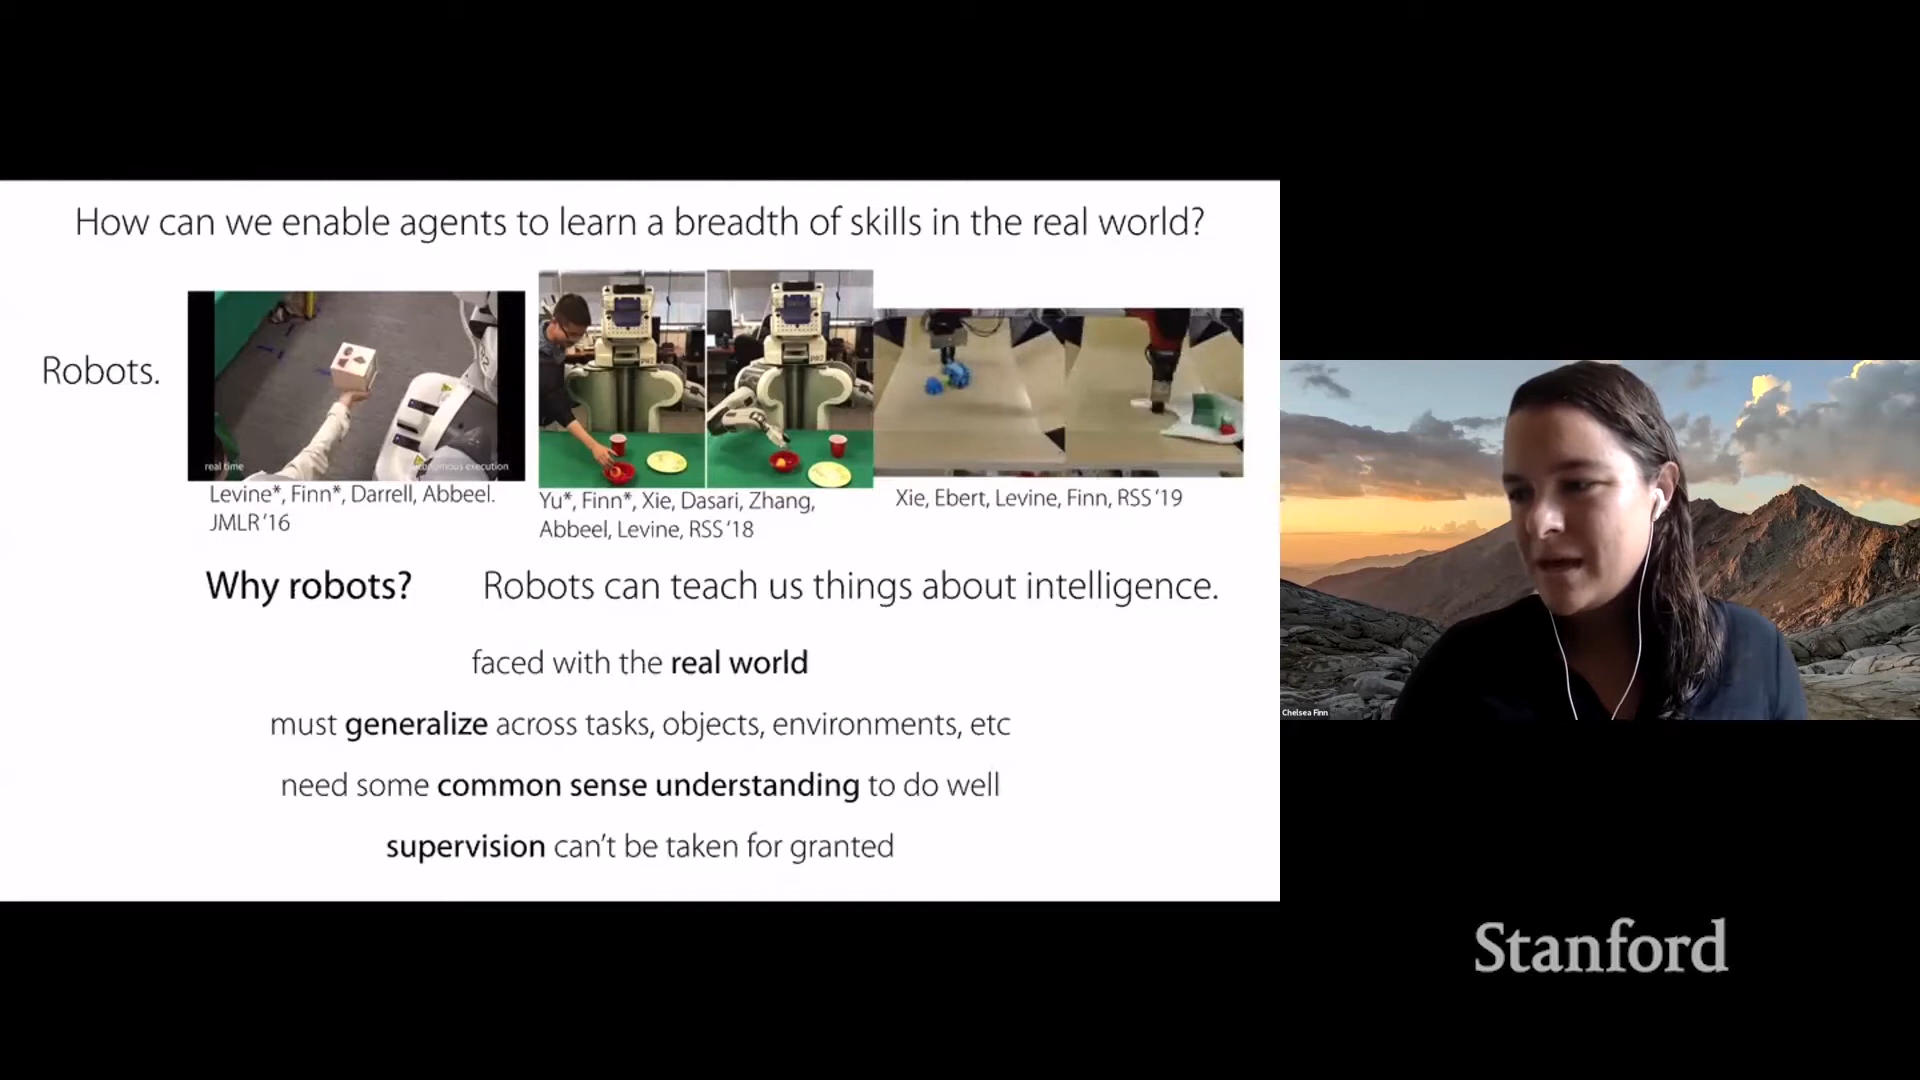 How can we enable agents to learn a breadth of skills in the real world?
Robots.
real time
autonomous execution
Levine*, Finn*, Darrell, Abbeel.
JMLR '16
PR2
PR2
Yu*, Finn*, Xie, Dasari, Zhang,
Abbeel, Levine, RSS '18
Xie, Ebert, Levine, Finn, RSS '19
Why robots? Robots can teach us things about intelligence.
faced with the real world
must generalize across tasks, objects, environments, etc
need some common sense understanding to do well
supervision can't be taken for granted
Chelsea Finn
Stanford